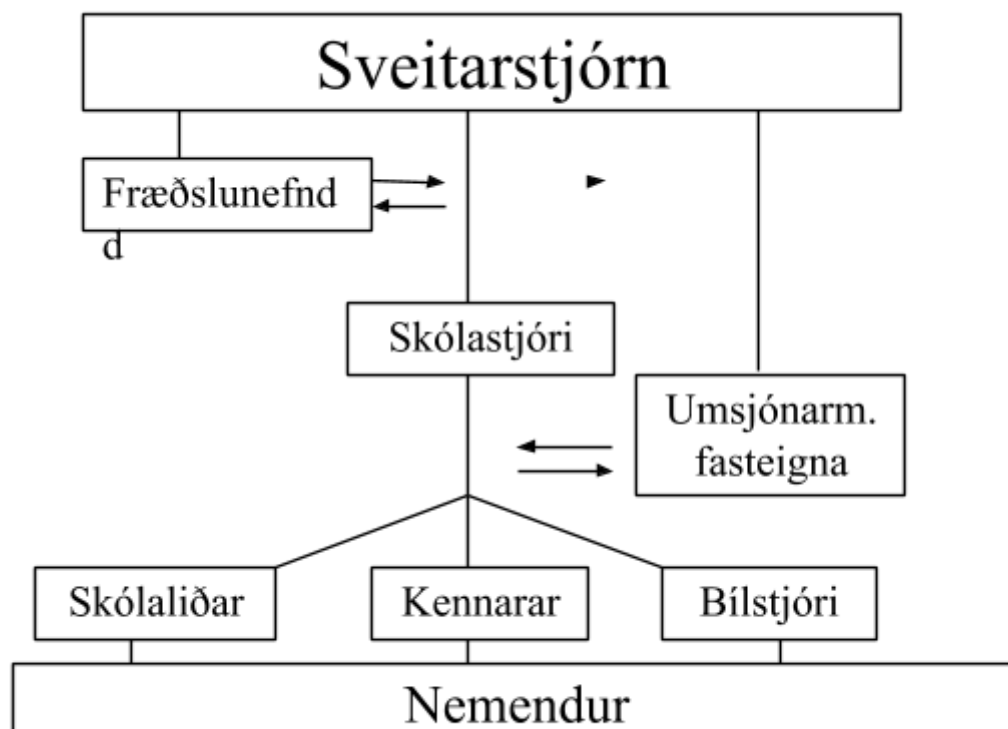 Sveitarstjórn
Fræðslunefnd
d
Skólastjóri
Umsjónarm.
fasteigna
Skólaliðar
Kennarar
Bílstjóri
Nemendur